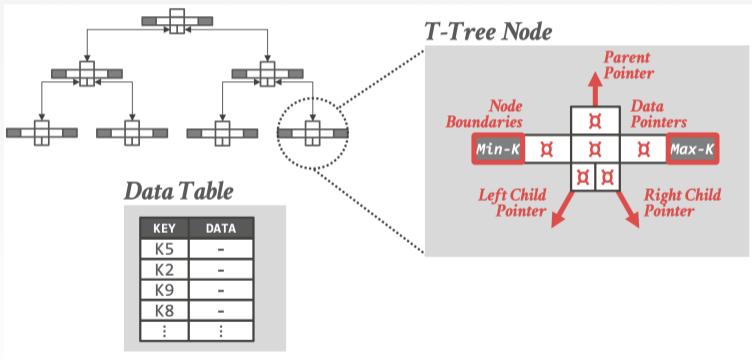 T-Tree Node
Parent
Pointer
Node
Boundaries
Data
Pointers
Min-K
Max-K
Left Child
Pointer
Right Child
Pointer
Data Table
KEY DATA
K5 -
K2 -
K9 -
K8 -
⋮ ⋮